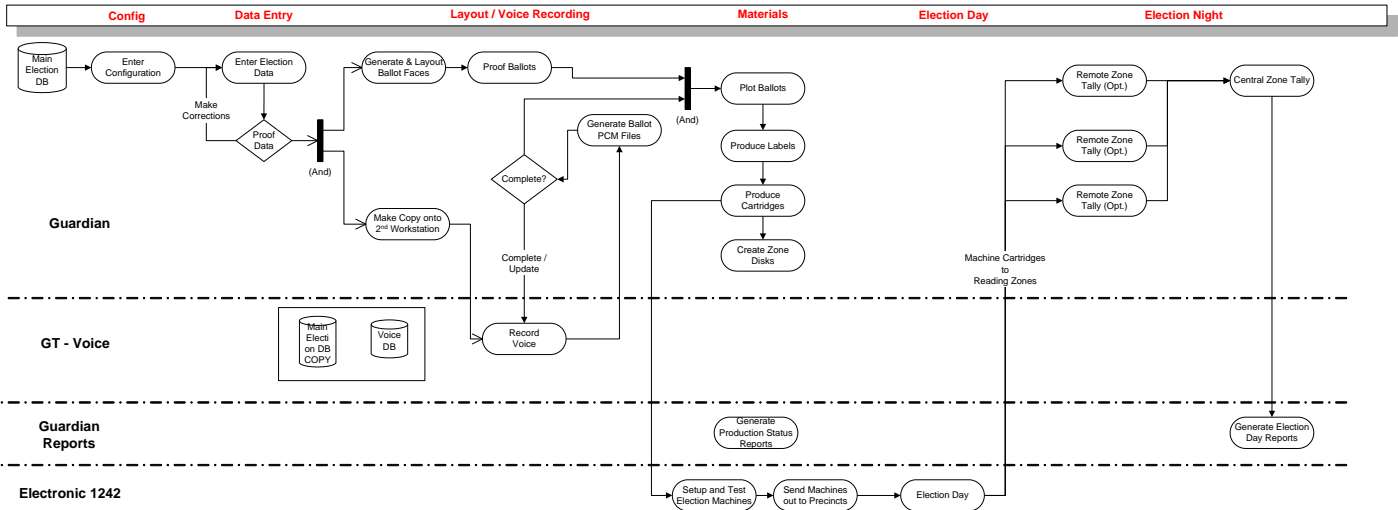 Config
Data Entry
Layout / Voice Recording
Materials
Election Day
Election Night
Main
Election
DB
Enter
Configuration
Enter Election
Data
Make
Corrections
Proof
Data
(And)
Generate & Layout
Ballot Faces
Proof Ballots
Generate Ballot
PCM Files
Complete?
Make Copy onto
2nd Workstation
Complete /
Update
(And)
Plot Ballots
Produce Labels
Produce
Cartridges
Create Zone
Disks
Machine Cartridges
to
Reading Zones
Remote Zone
Tally (Opt.)
Remote Zone
Tally (Opt.)
Remote Zone
Tally (Opt.)
Central Zone Tally
Guardian
GT - Voice
Main
Electi
on DB
COPY
Voice
DB
Record
Voice
Guardian
Reports
Generate
Production Status
Reports
Generate Election
Day Reports
Electronic 1242
Setup and Test
Election Machines
Send Machines
out to Precincts
Election Day